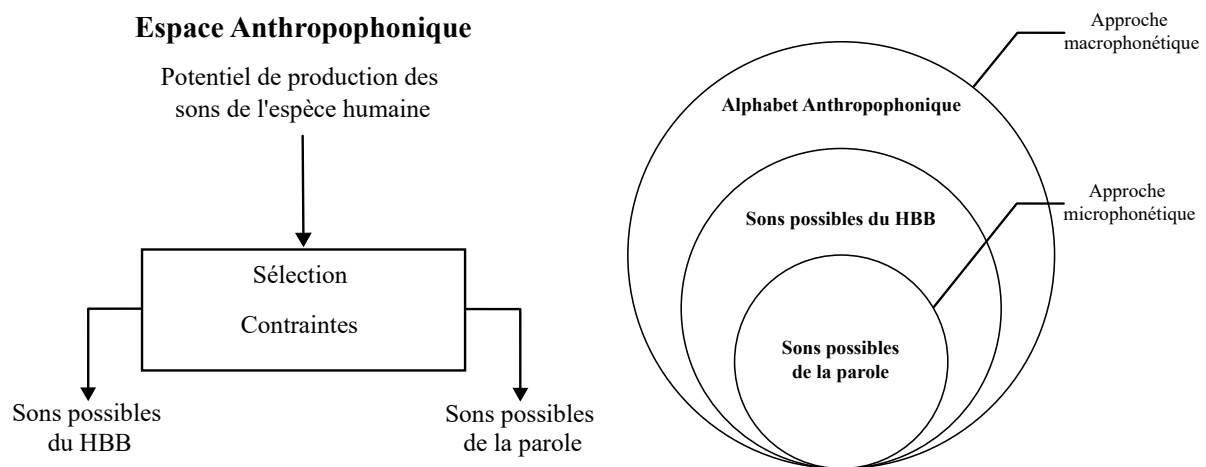 Espace Anthropophonique
Potentiel de production des
sons de l'espèce humaine
Sélection
Contraintes
Sons possibles
du HBB
Sons possibles
de la parole
Approche
macrophonétique
Alphabet Anthropophonique
Approche
microphonétique
Sons possibles du HBB
Sons possibles
de la parole